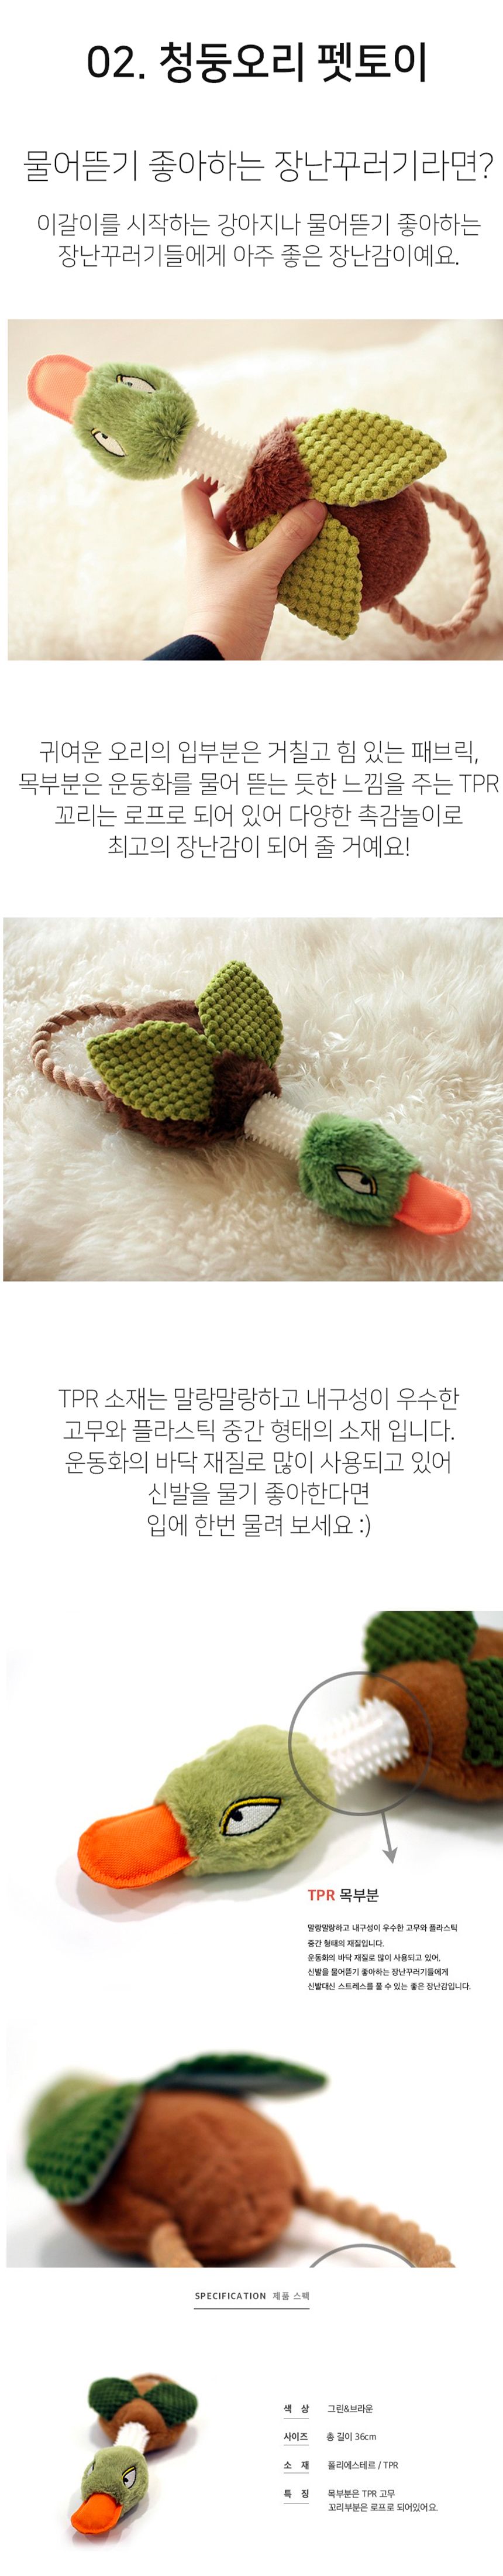 02. 청둥오리 펫토이
물어뜯기 좋아하는 장난꾸러기라면?
이갈이를 시작하는 강아지나 물어뜯기 좋아하는
장난꾸러기들에게 아주 좋은 장난감이예요.
귀여운 오리의 입부분은 거칠고 힘 있는 패브릭,
목부분은 운동화를 물어 뜯는 듯한 느낌을 주는 TPR
꼬리는 로프로 되어 있어 다양한 촉감놀이로
최고의 장난감이 되어 줄 거예요!
TPR 소재는 말랑말랑하고 내구성이 우수한
고무와 플라스틱 중간 형태의 소재 입니다.
운동화의 바닥 재질로 많이 사용되고 있어
신발을 물기 좋아한다면
입에 한번 물려 보세요 :)
TPR 목부분
말랑말랑하고 내구성이 우수한 고무와 플라스틱
중간 형태의 재질입니다.
운동화의 바닥 재질로 많이 사용되고 있어,
신발을 물어뜯기 좋아하는 장난꾸러기들에게
신발대신 스트레스를 풀 수 있는 좋은 장난감입니다.
SPECIFICATION 제품 스펙
색 상 그린&브라운
사이즈 총 길이 36cm
소 재 폴리에스테르 / TPR
특 징 목부분은 TPR 고무
꼬리부분은 로프로 되어있어요.